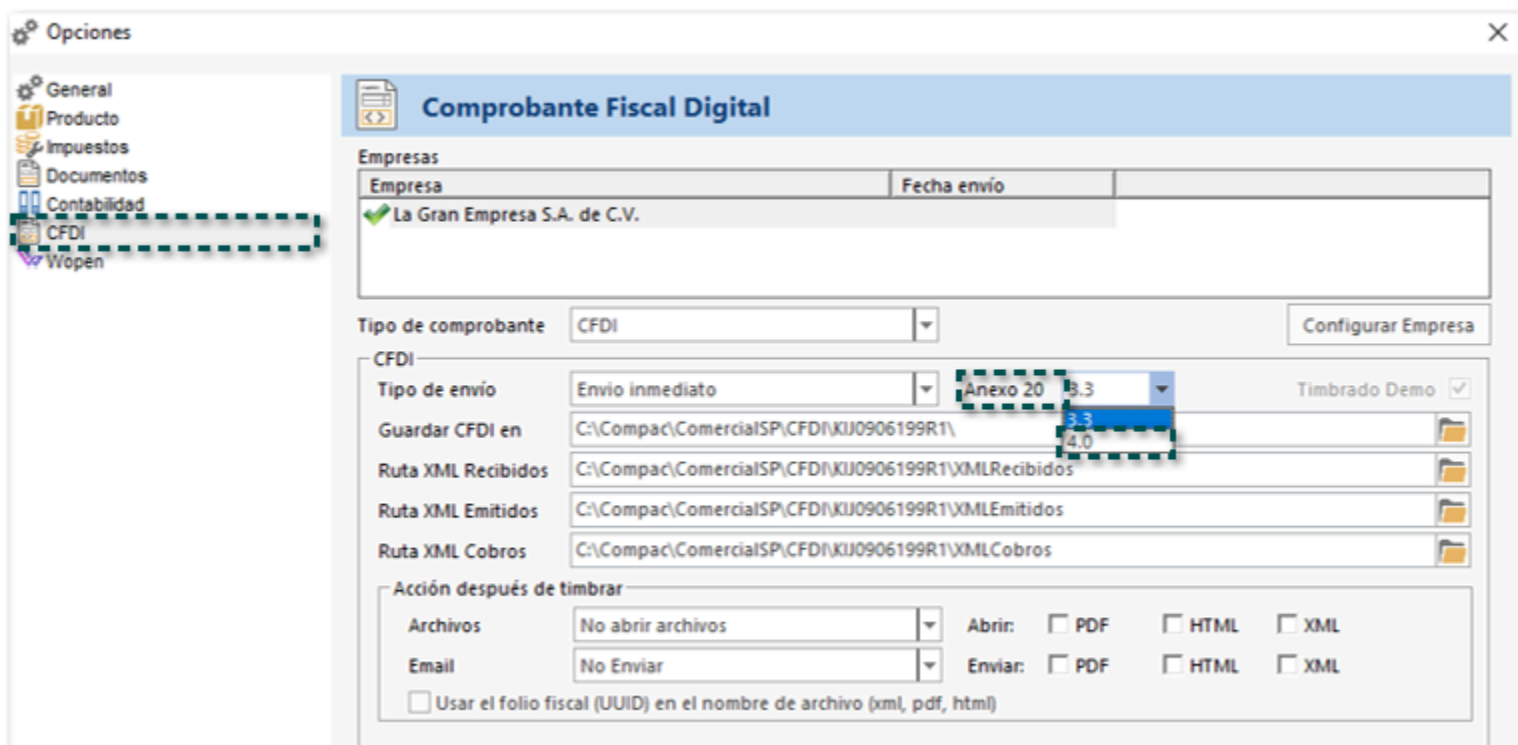 Opciones
General
Producto
Impuestos
Documentos
Contabilidad
CFDI
Wopen
Comprobante Fiscal Digital
Empresas
Empresa Fecha envío
La Gran Empresa S.A. de C.V.
Tipo de comprobante CFDI Configurar Empresa
CFDI
Tipo de envío Envio inmediato Anexo 20 3.3 Timbrado Demo
3.3
Guardar CFDI en C:\Compac\ComercialSP\CFDI\KIJ0906199R1\
4.0
Ruta XML Recibidos C:\Compac\ComercialSP\CFDI\KIJ0906199R1\XMLRecibidos
Ruta XML Emitidos C:\Compac\ComercialSP\CFDI\KIJ0906199R1\XMLEmitidos
Ruta XML Cobros C:\Compac\ComercialSP\CFDI\KIJ0906199R1\XMLCobros
Acción después de timbrar
Archivos No abrir archivos Abrir: PDF HTML XML
Email No Enviar Enviar: PDF HTML XML
Usar el folio fiscal (UUID) en el nombre de archivo (xml, pdf, html)